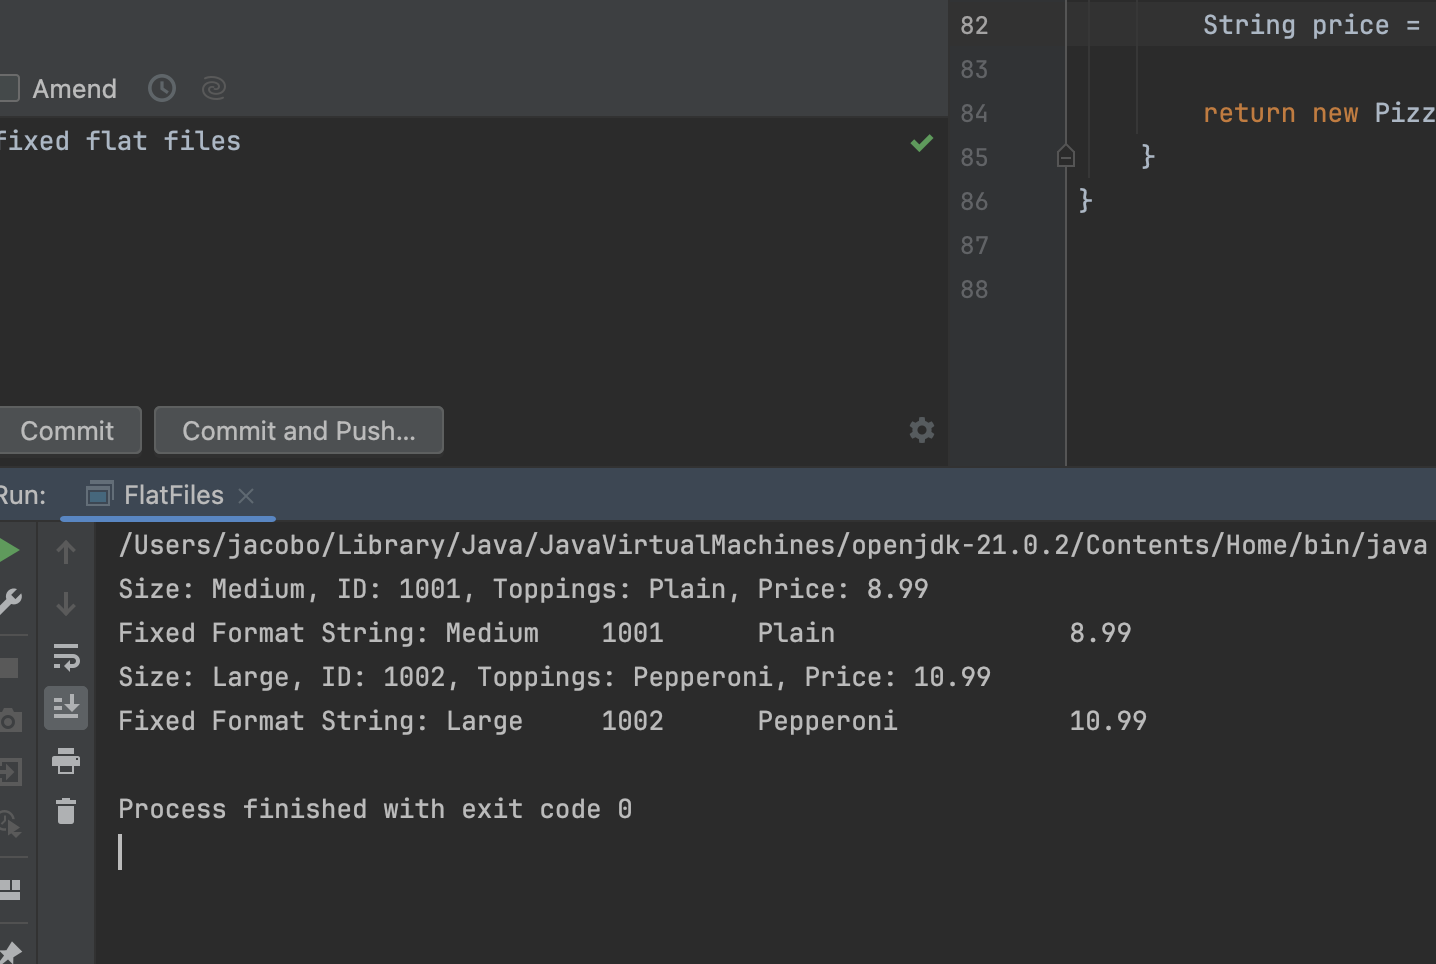 Amend
fixed flat files
Commit
Commit and Push...
82 String price =
83
84 return new Pizz
85 }
86 }
87
88
Run: FlatFiles
/Users/jacobo/Library/Java/JavaVirtualMachines/openjdk-21.0.2/Contents/Home/bin/java
Size: Medium, ID: 1001, Toppings: Plain, Price: 8.99
Fixed Format String: Medium    1001      Plain               8.99
Size: Large, ID: 1002, Toppings: Pepperoni, Price: 10.99
Fixed Format String: Large     1002      Pepperoni           10.99
Process finished with exit code 0